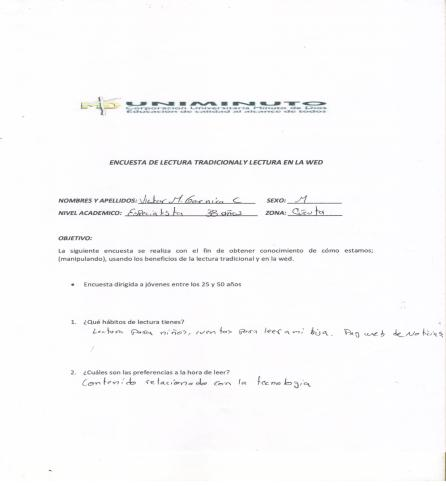 UNIMINUTO
Corporación Universitaria Minuto de Dios
Educación de calidad al alcance de todos
ENCUESTA DE LECTURA TRADICIONAL Y LECTURA EN LA WED
NOMBRES Y APELLIDOS: Victor M C SEXO: M
NIVEL ACADEMICO: Especialista 38 años ZONA: Cúcuta
OBJETIVO:
La siguiente encuesta se realiza con el fin de obtener conocimiento de cómo estamos;
(manipulando), usando los beneficios de la lectura tradicional y en la wed.
• Encuesta dirigida a jóvenes entre los 25 y 50 años
1. ¿Qué hábitos de lectura tienes?
Lectura para niños, cuentos para leer a mi hija. Pag web de Noticias
2. ¿Cuáles son las preferencias a la hora de leer?
Contenido relacionado con la tecnologia